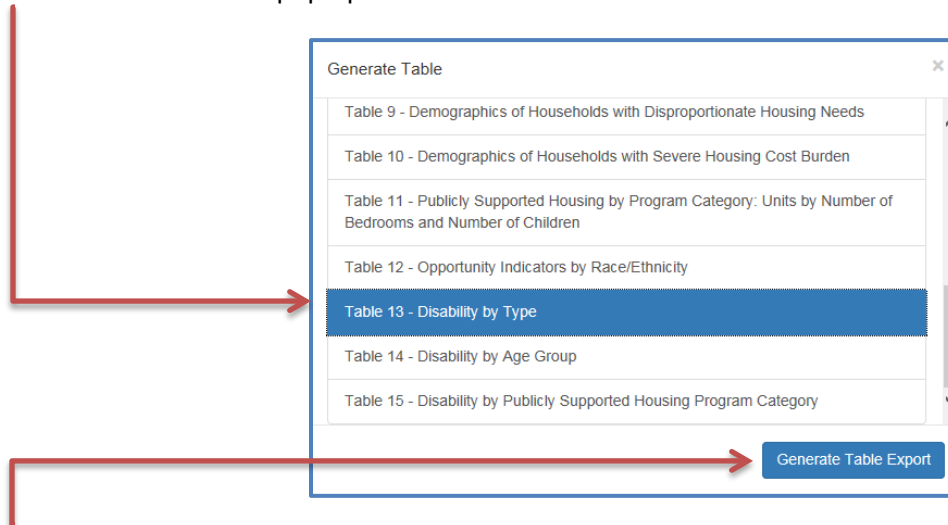 Generate Table
×
Table 9 - Demographics of Households with Disproportionate Housing Needs
Table 10 - Demographics of Households with Severe Housing Cost Burden
Table 11 - Publicly Supported Housing by Program Category: Units by Number of
Bedrooms and Number of Children
Table 12 - Opportunity Indicators by Race/Ethnicity
Table 13 - Disability by Type
Table 14 - Disability by Age Group
Table 15 - Disability by Publicly Supported Housing Program Category
Generate Table Export